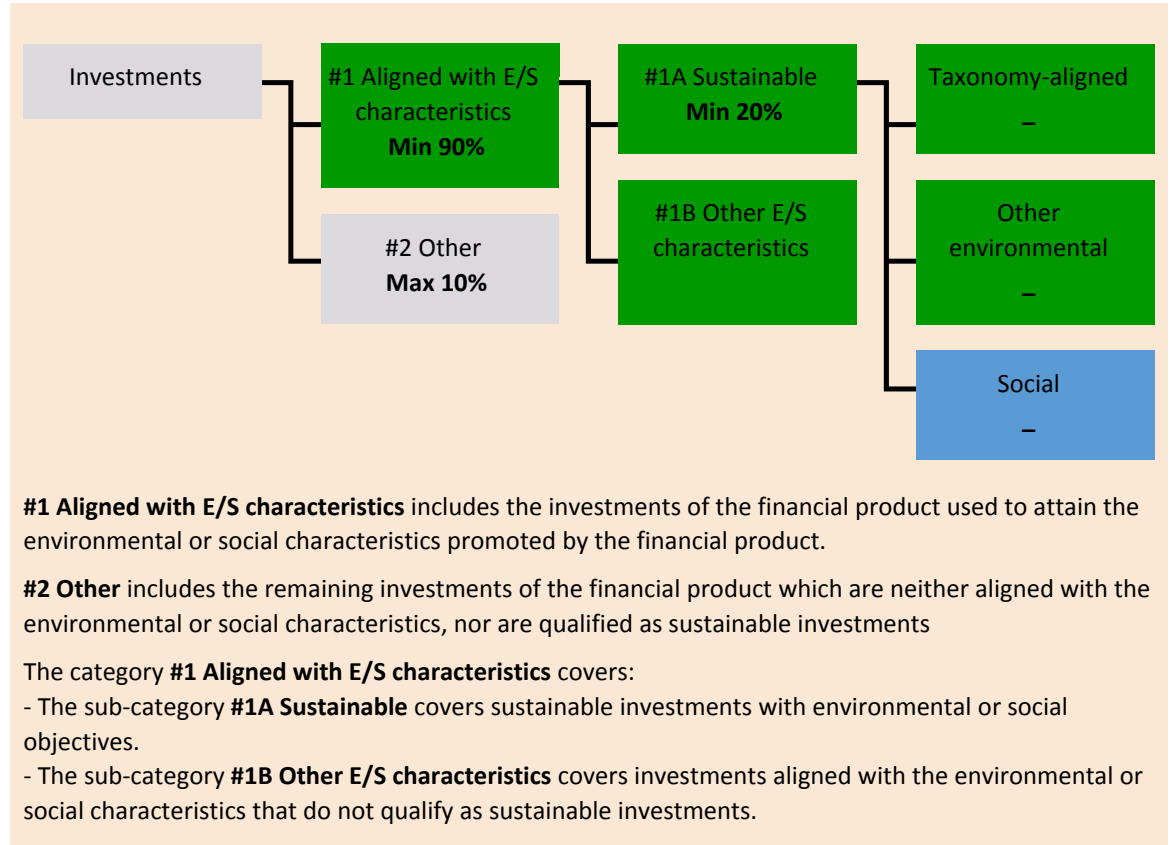 Investments
#1 Aligned with E/S
characteristics
Min 90%
#2 Other
Max 10%
#1A Sustainable
Min 20%
#1B Other E/S
characteristics
Taxonomy-aligned
–
Other
environmental
–
Social
–
#1 Aligned with E/S characteristics includes the investments of the financial product used to attain the
environmental or social characteristics promoted by the financial product.
#2 Other includes the remaining investments of the financial product which are neither aligned with the
environmental or social characteristics, nor are qualified as sustainable investments
The category #1 Aligned with E/S characteristics covers:
- The sub-category #1A Sustainable covers sustainable investments with environmental or social
objectives.
- The sub-category #1B Other E/S characteristics covers investments aligned with the environmental or
social characteristics that do not qualify as sustainable investments.